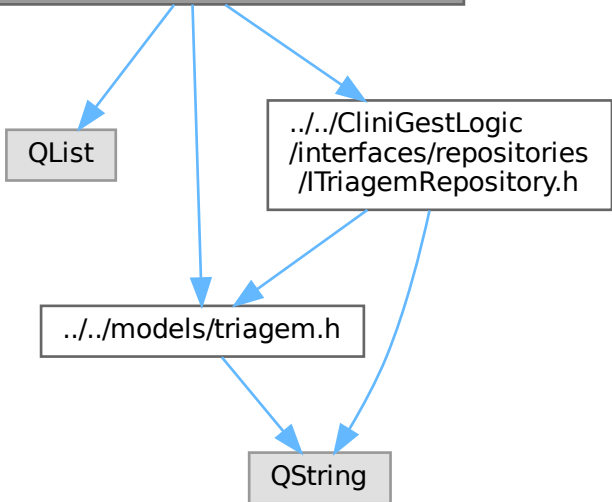 ../../CliniGestLogic
/interfaces/repositories
/ITriagemRepository.h
QList
../../models/triagem.h
QString